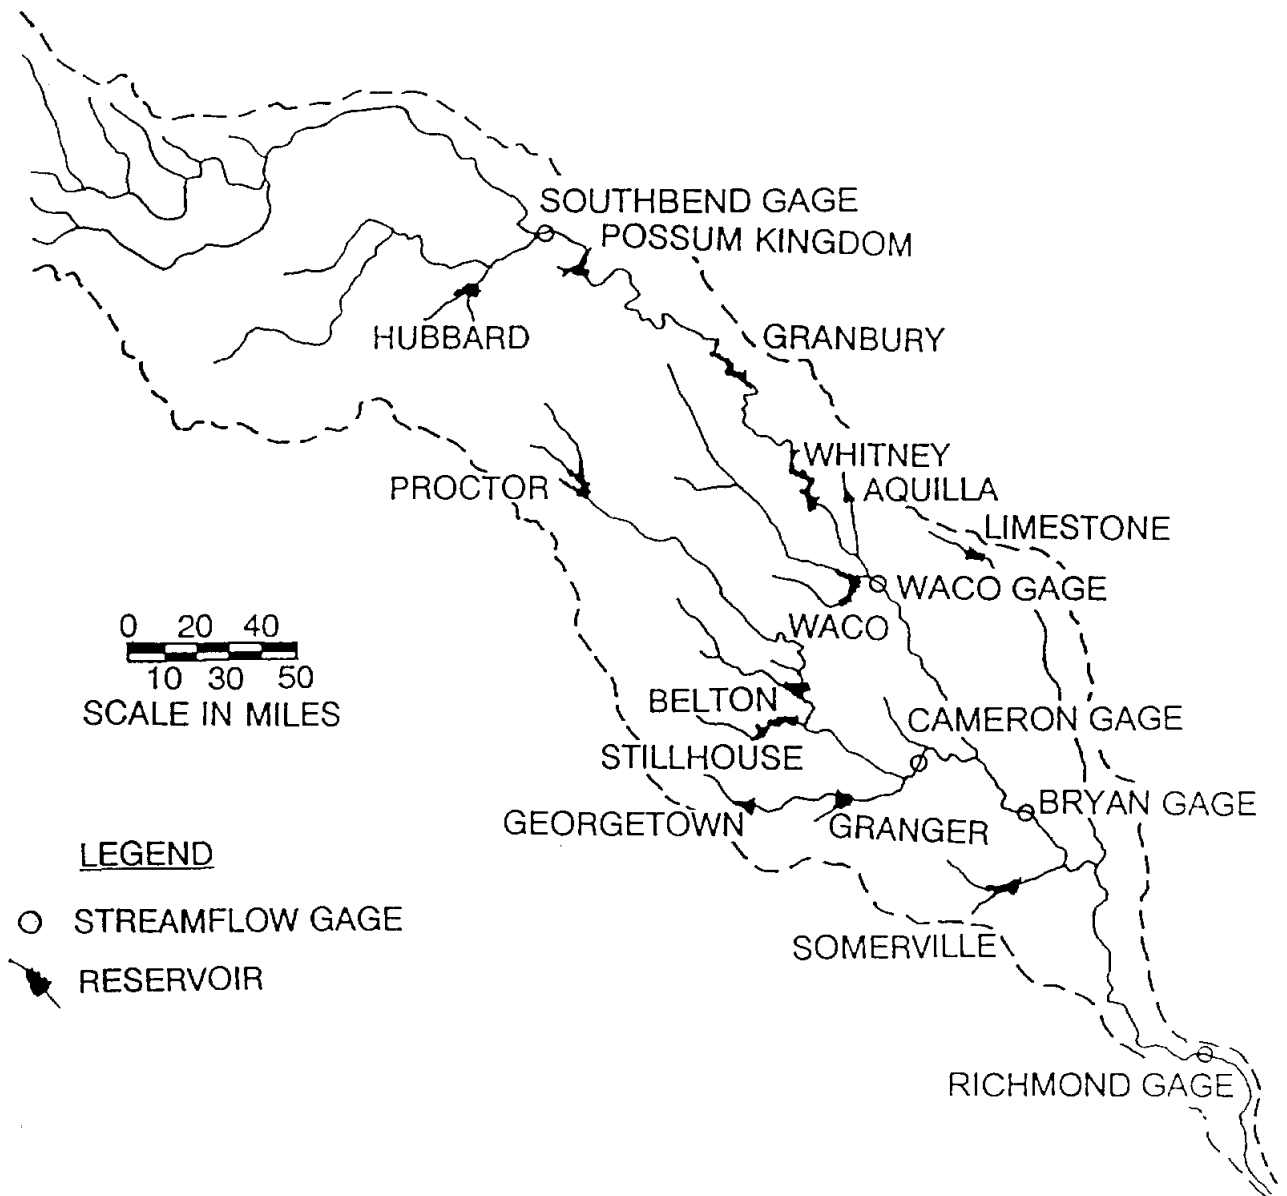 SOUTHBEND GAGE
POSSUM KINGDOM
HUBBARD
GRANBURY
WHITNEY
PROCTOR
AQUILLA
LIMESTONE
WACO GAGE
WACO
0 20 40
10 30 50
SCALE IN MILES
BELTON
CAMERON GAGE
STILLHOUSE
BRYAN GAGE
GEORGETOWN
GRANGER
LEGEND
STREAMFLOW GAGE
SOMERVILLE
RESERVOIR
RICHMOND GAGE